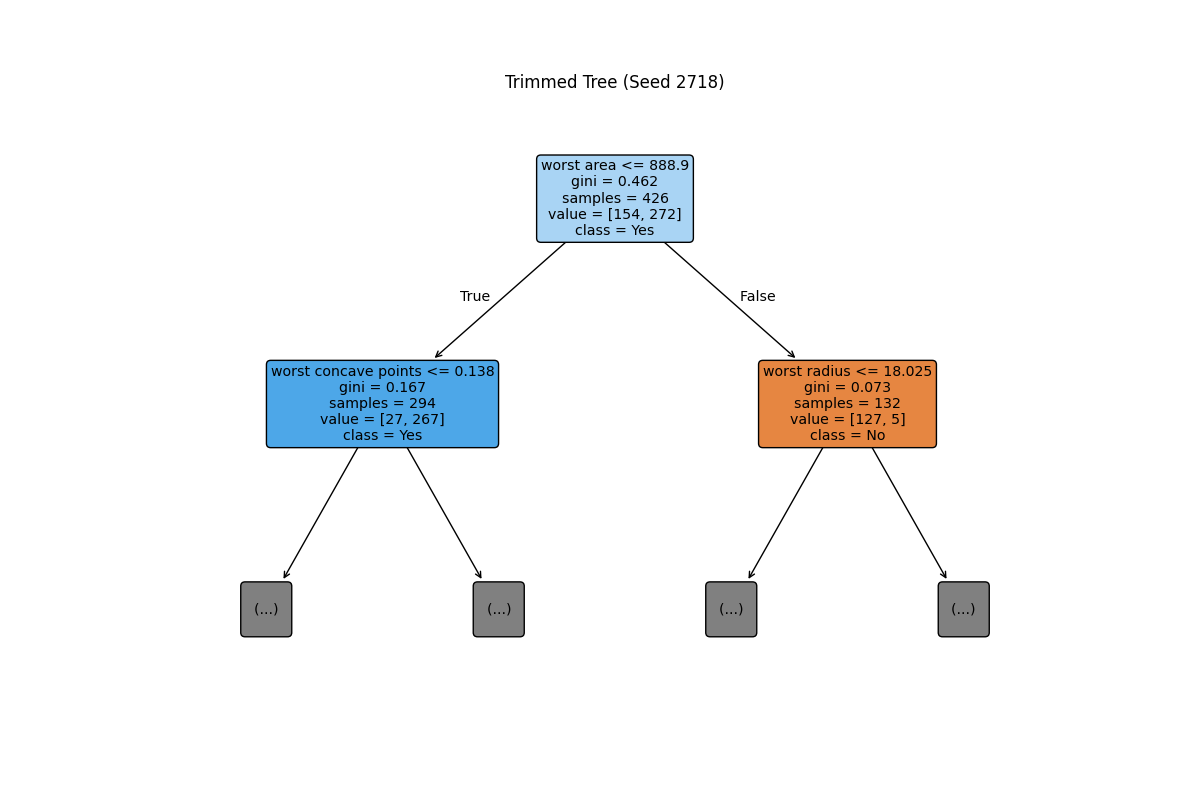 Trimmed Tree (Seed 2718)
worst area <= 888.9
gini = 0.462
samples = 426
value = [154, 272]
class = Yes
True
False
worst concave points <= 0.138
gini = 0.167
samples = 294
value = [27, 267]
class = Yes
worst radius <= 18.025
gini = 0.073
samples = 132
value = [127, 5]
class = No
(...)
(...)
(...)
(...)